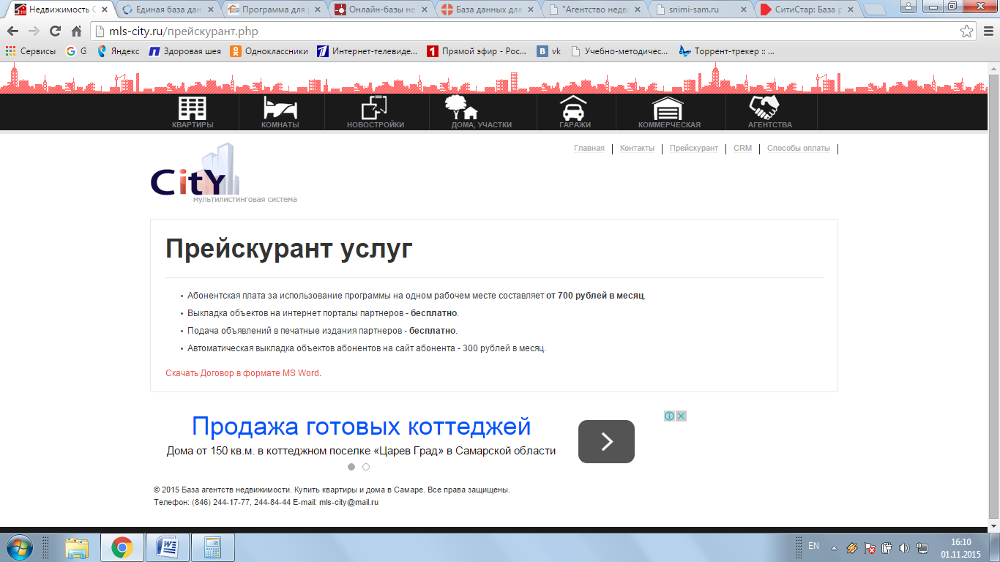 Недвижимость С
Единая база дан
Программа для р
Онлайн-базы не
База данных для
"Агентство недв
snimi-sam.ru
СитиСтар: База р
mls-city.ru/прейскурант.php
Сервисы
G
Яндекс
Здоровая шея
Одноклассники
Интернет-телевиде...
Прямой эфир - Рос...
vk
Учебно-методичес...
Торрент-трекер :: ...
КВАРТИРЫ
КОМНАТЫ
НОВОСТРОЙКИ
ДОМА, УЧАСТКИ
ГАРАЖИ
КОММЕРЧЕСКАЯ
АГЕНТСТВА
Главная
Контакты
Прейскурант
CRM
Способы оплаты
CitY
мультилистинговая система
Прейскурант услуг
• Абонентская плата за использование программы на одном рабочем месте составляет от 700 рублей в месяц.
• Выкладка объектов на интернет порталы партнеров - бесплатно.
• Подача объявлений в печатные издания партнеров - бесплатно.
• Автоматическая выкладка объектов абонентов на сайт абонента - 300 рублей в месяц.
Скачать Договор в формате MS Word.
Продажа готовых коттеджей
Дома от 150 кв.м. в коттеджном поселке «Царев Град» в Самарской области
© 2015 База агентств недвижимости. Купить квартиры и дома в Самаре. Все права защищены.
Телефон: (846) 244-17-77, 244-84-44 E-mail: mls-city@mail.ru
EN
16:10
01.11.2015